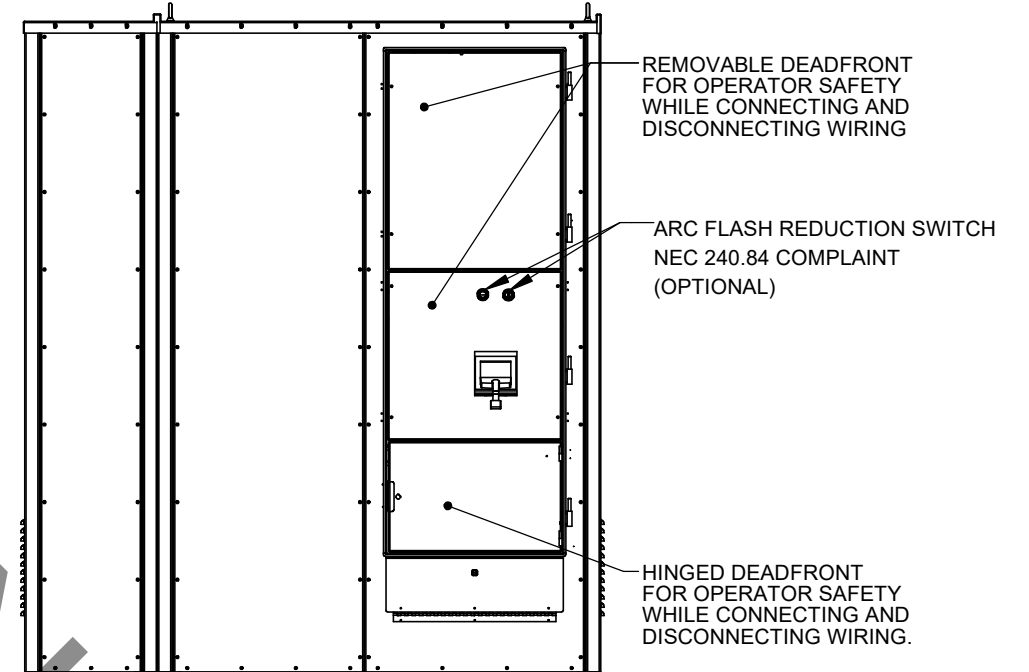 REMOVABLE DEADFRONT
FOR OPERATOR SAFETY
WHILE CONNECTING AND
DISCONNECTING WIRING
ARC FLASH REDUCTION SWITCH
NEC 240.84 COMPLAINT
(OPTIONAL)
HINGED DEADFRONT
FOR OPERATOR SAFETY
WHILE CONNECTING AND
DISCONNECTING WIRING.